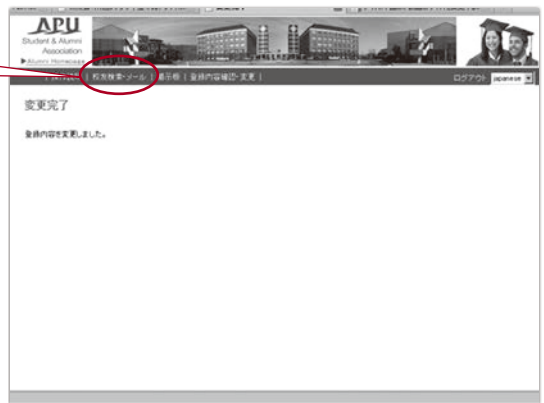 APU
Student & Alumni
Association
▶Alumni Homepage
| 校友検索・メール | 掲示板 | 登録内容確認・変更 |
ログアウト japanese
変更完了
登録内容を変更しました。